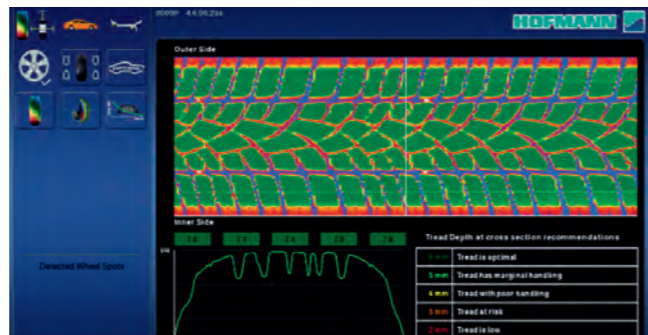 HOFMANN
Outer Side
Inner Side
Tread Depth at cross section recommendations
Tread is optimal
5 mm Tread has marginal handling
4 mm Tread with poor handling
3 mm Tread at risk
2 mm Tread is low
Detected Wheel Spots